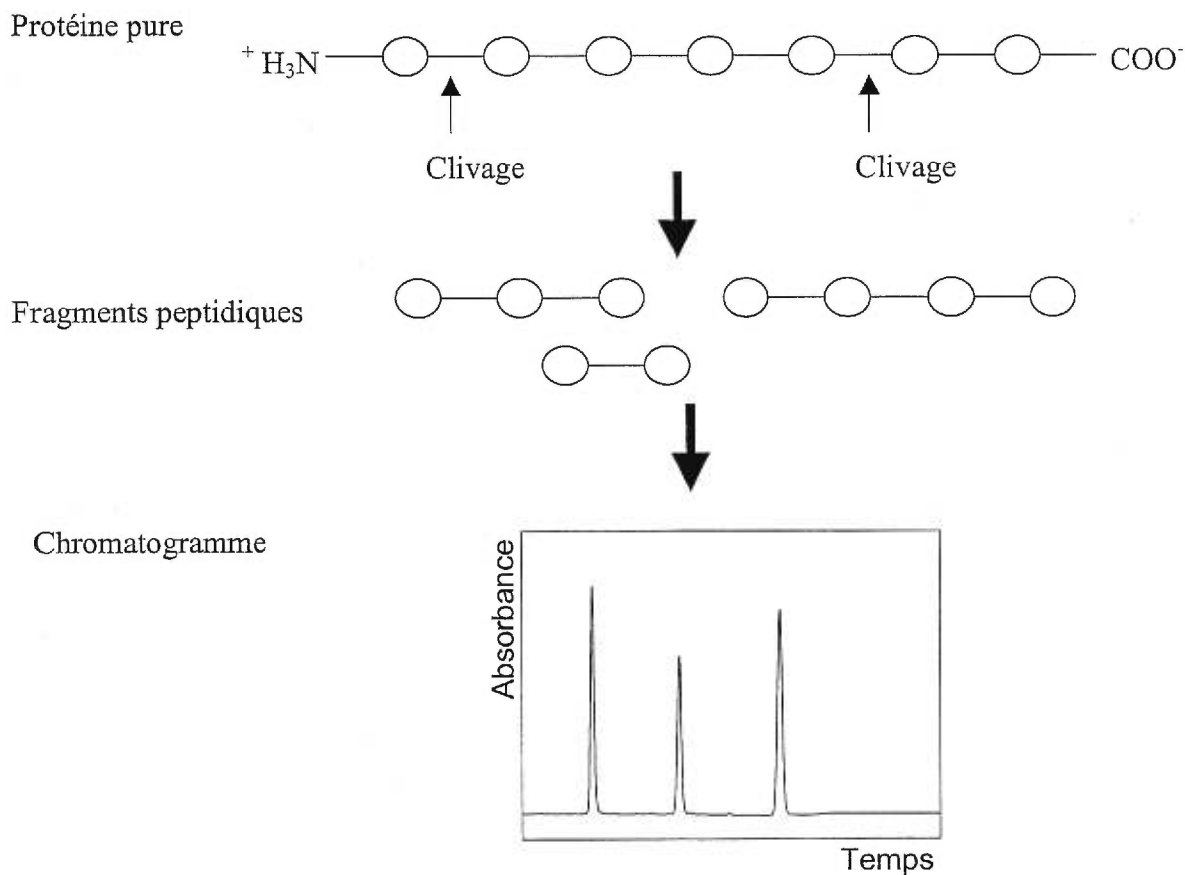 Protéine pure
⁺ H₃N
COO⁻
Clivage
Clivage
Fragments peptidiques
Chromatogramme
Absorbance
Temps